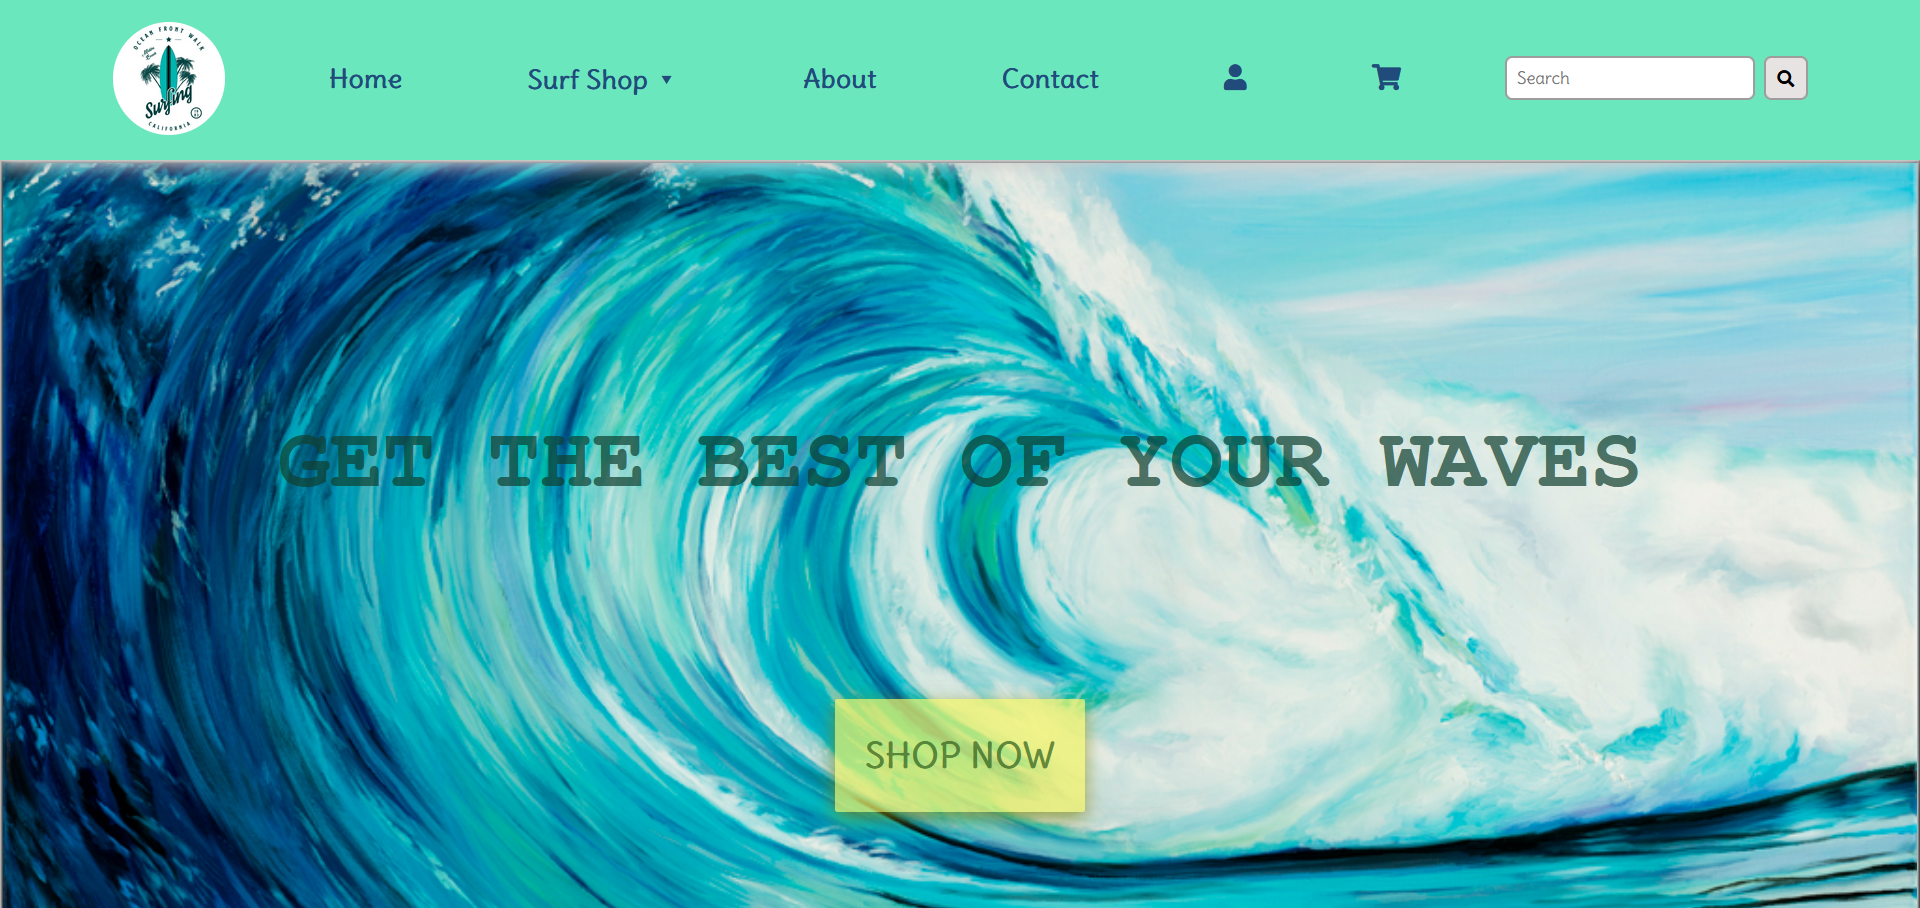 OCEAN FRONT WALK
Surfing
CALIFORNIA
Home
Surf Shop ▼
About
Contact
Search
GET THE BEST OF YOUR WAVES
SHOP NOW